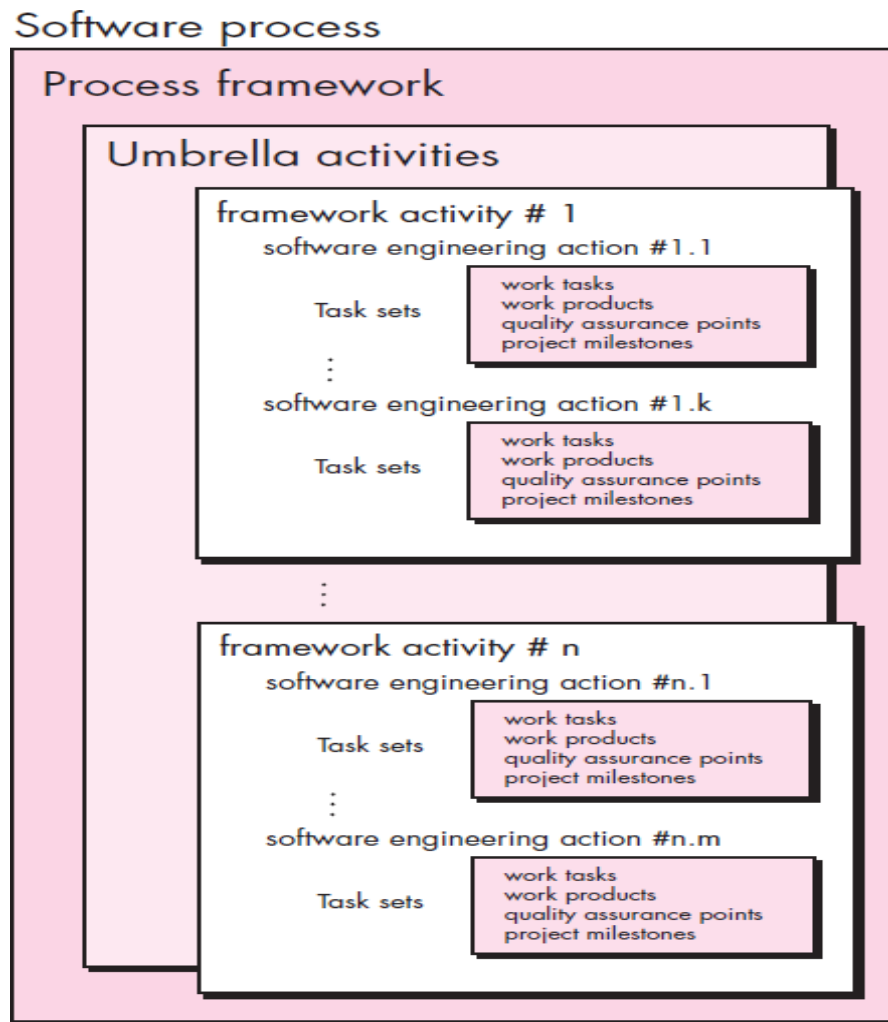 Software process
Process framework
Umbrella activities
framework activity # 1
software engineering action #1.1
Task sets
work tasks
work products
quality assurance points
project milestones
software engineering action #1.k
Task sets
work tasks
work products
quality assurance points
project milestones
framework activity # n
software engineering action #n.1
Task sets
work tasks
work products
quality assurance points
project milestones
software engineering action #n.m
Task sets
work tasks
work products
quality assurance points
project milestones